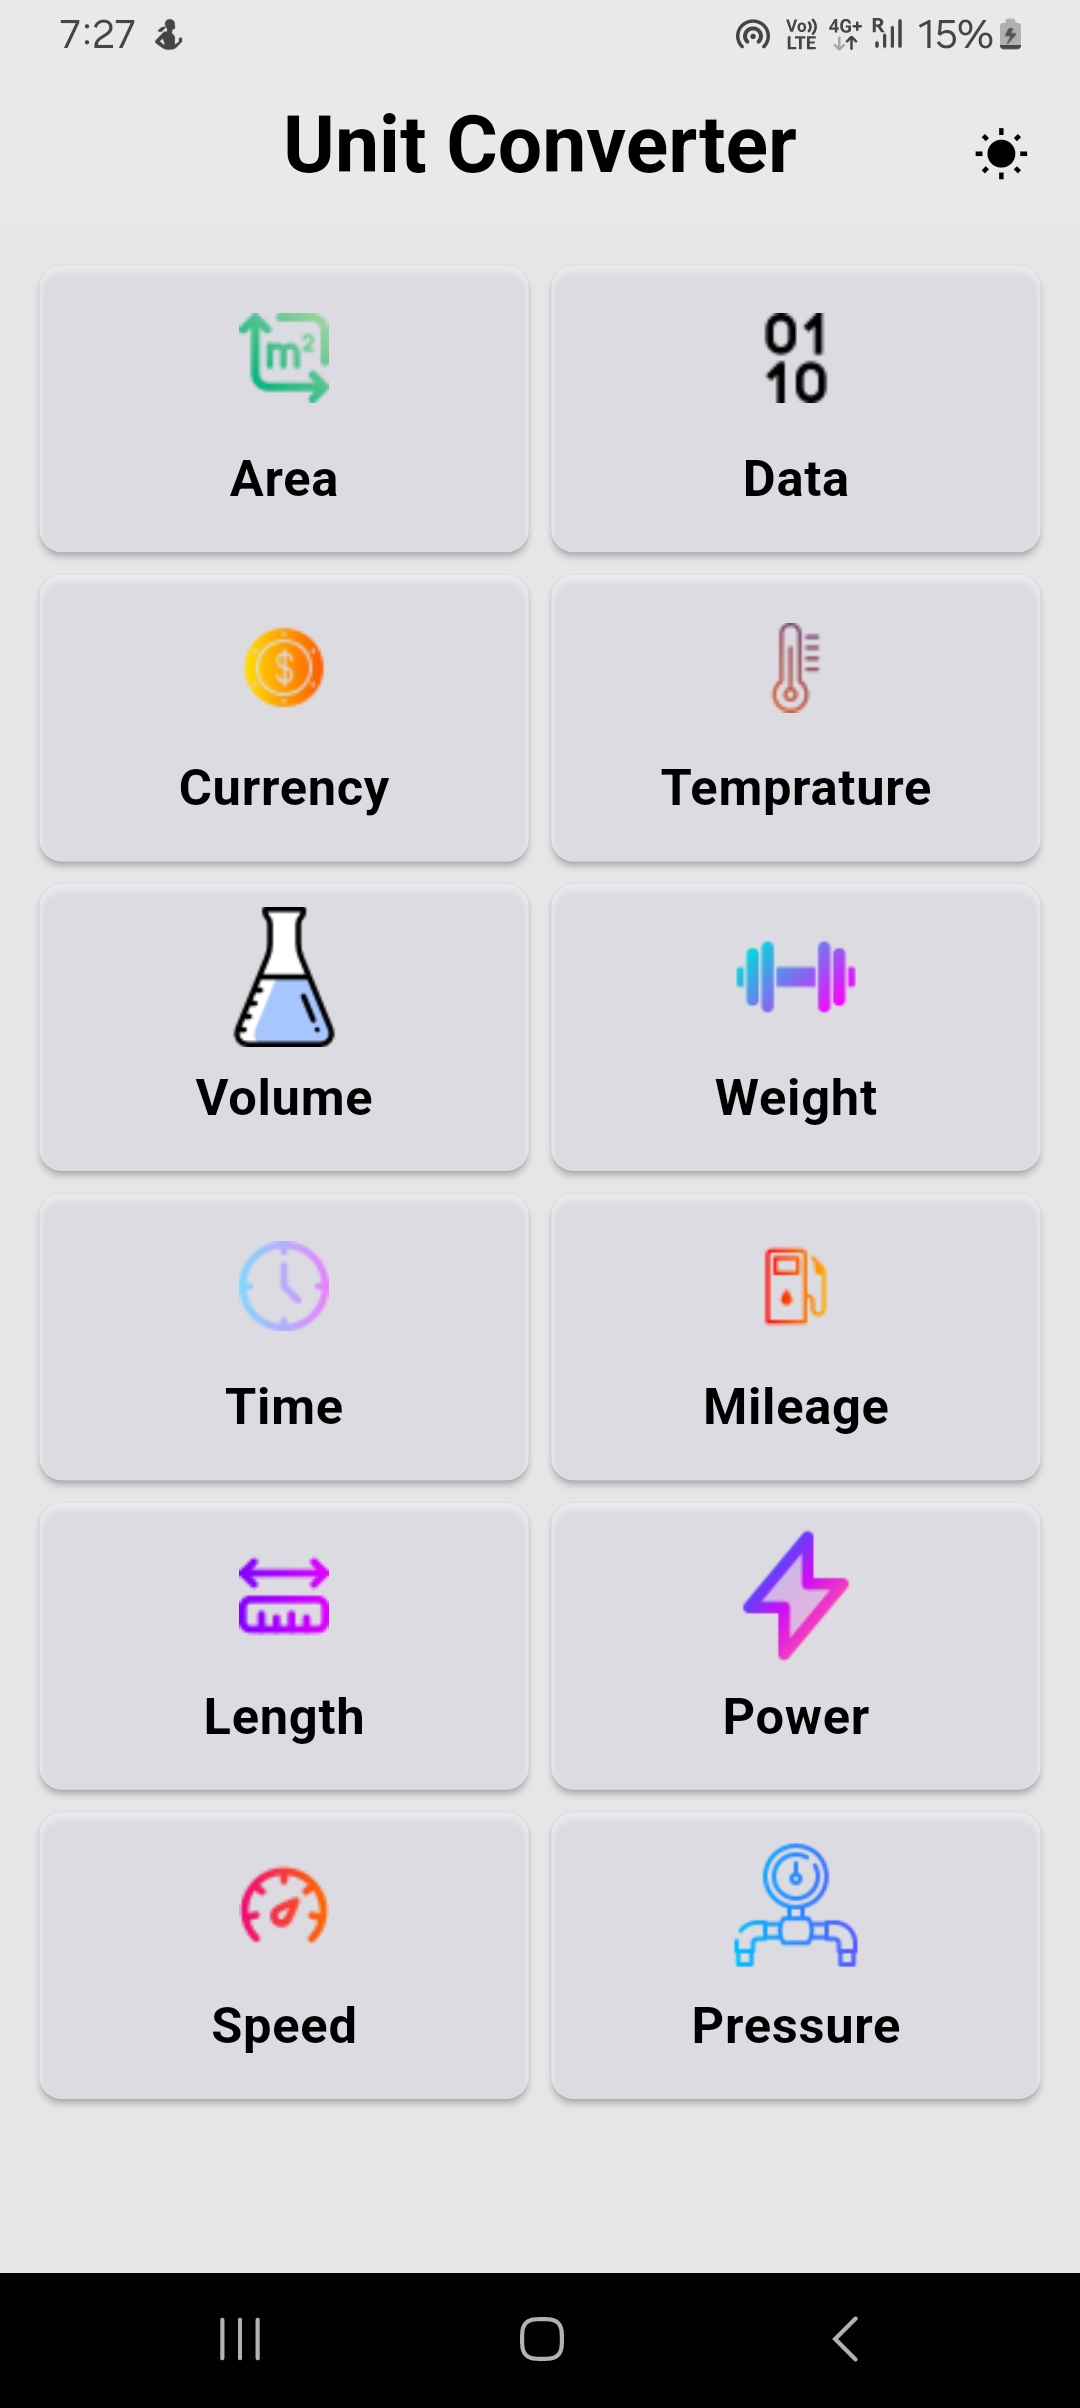 7:27
Vo)) LTE
4G+
R
15%
Unit Converter
m²
01
10
Area
Data
$
Currency
Temprature
Volume
Weight
Time
Mileage
Length
Power
Speed
Pressure